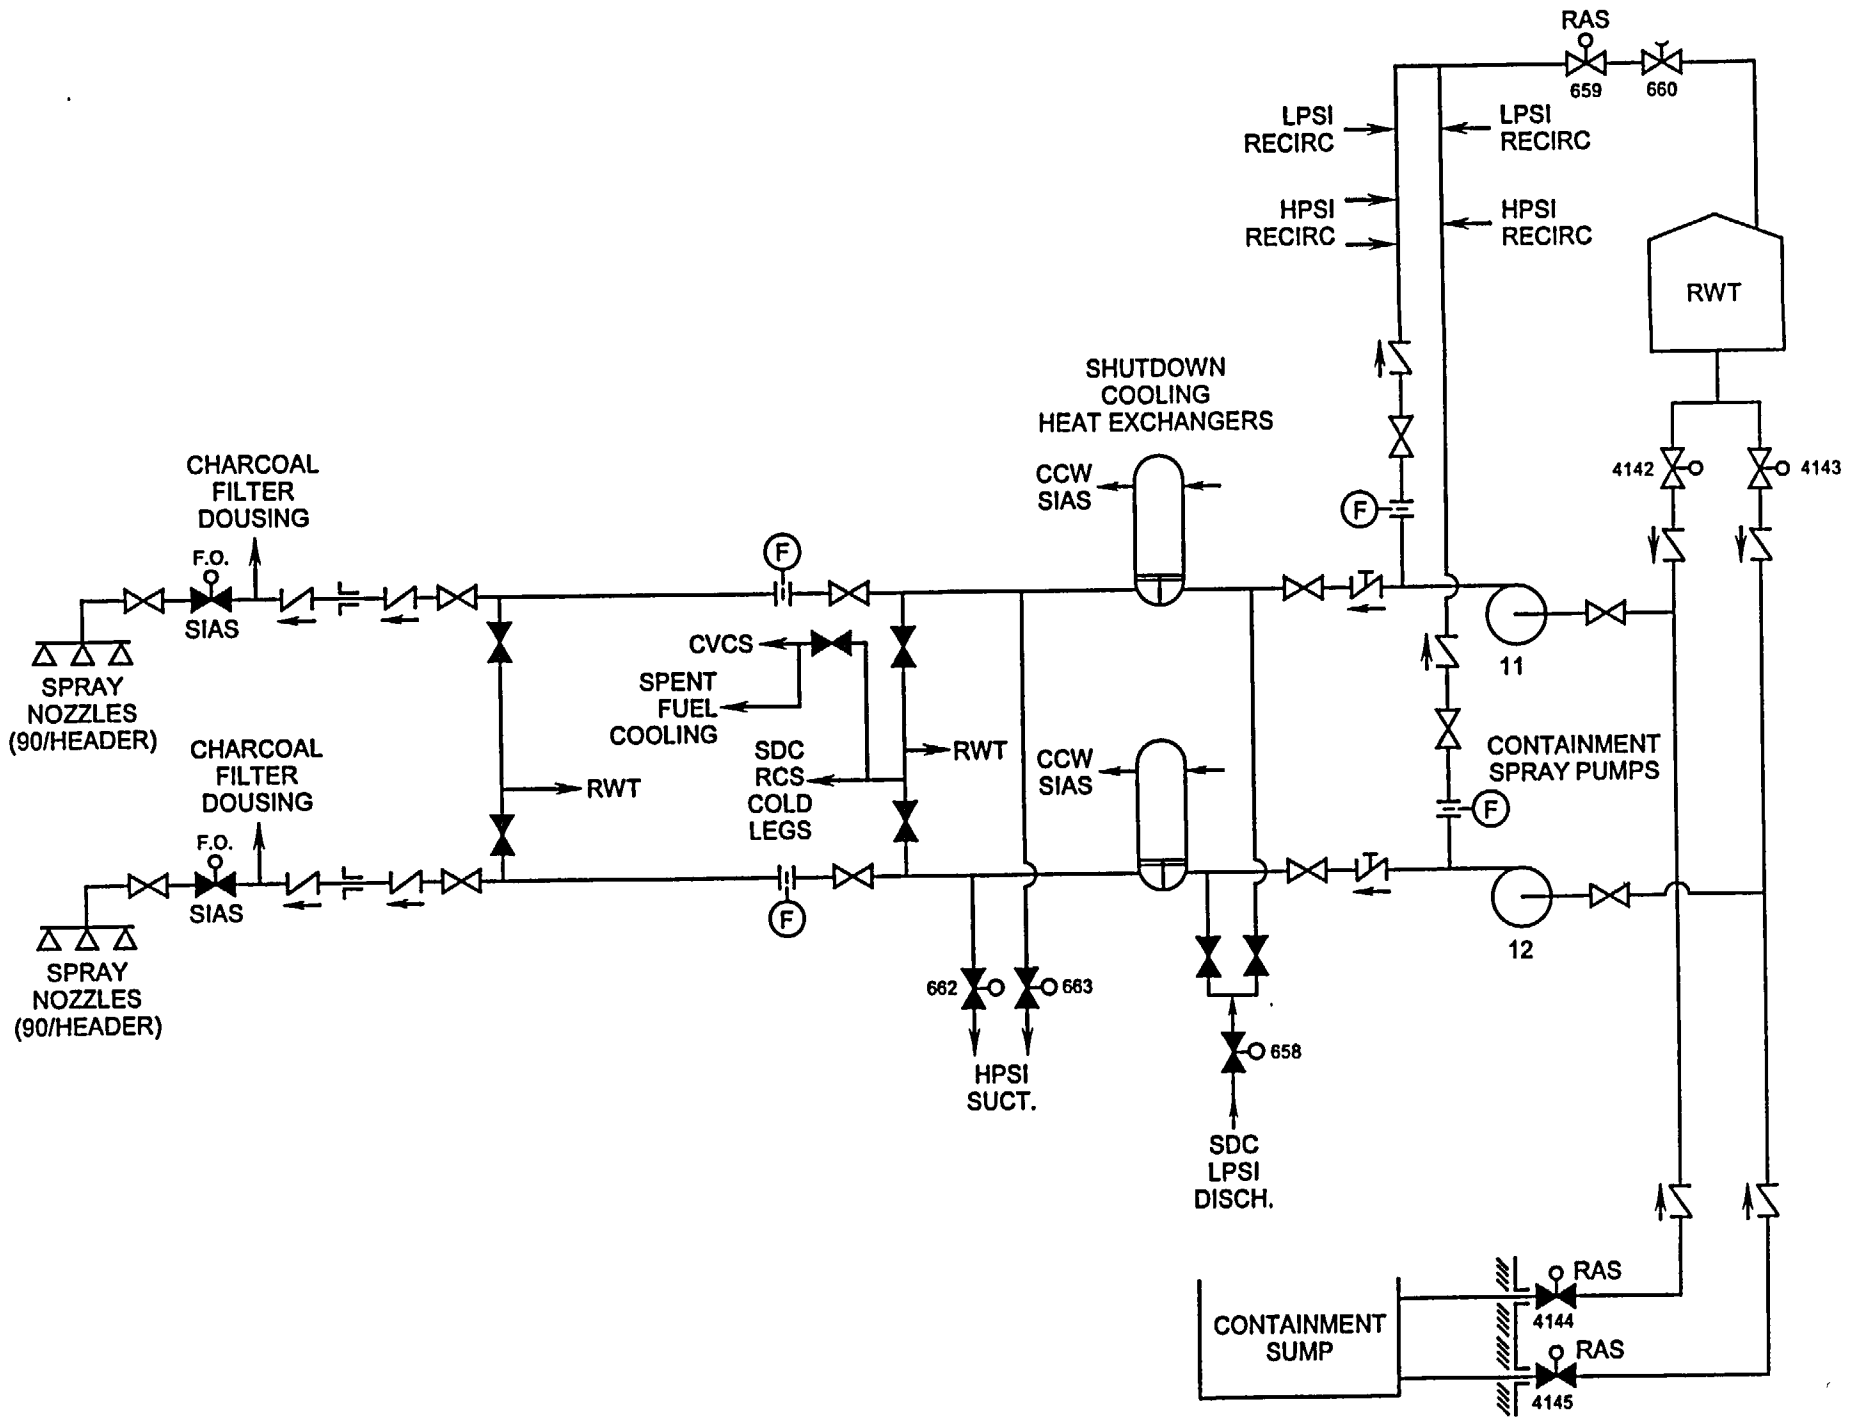 RAS
659
660
LPSI
RECIRC
LPSI
RECIRC
HPSI
RECIRC
HPSI
RECIRC
RWT
SHUTDOWN
COOLING
HEAT EXCHANGERS
4142
4143
CHARCOAL
FILTER
DOUSING
CCW
SIAS
F
F.O.
F
SIAS
CVCS
11
SPRAY
NOZZLES
(90/HEADER)
SPENT
FUEL
COOLING
CHARCOAL
FILTER
DOUSING
SDC
RCS
COLD
LEGS
RWT
RWT
CCW
SIAS
CONTAINMENT
SPRAY PUMPS
F
F.O.
SIAS
F
12
SPRAY
NOZZLES
(90/HEADER)
662
663
658
HPSI
SUCT.
SDC
LPSI
DISCH.
CONTAINMENT
SUMP
RAS
4144
RAS
4145